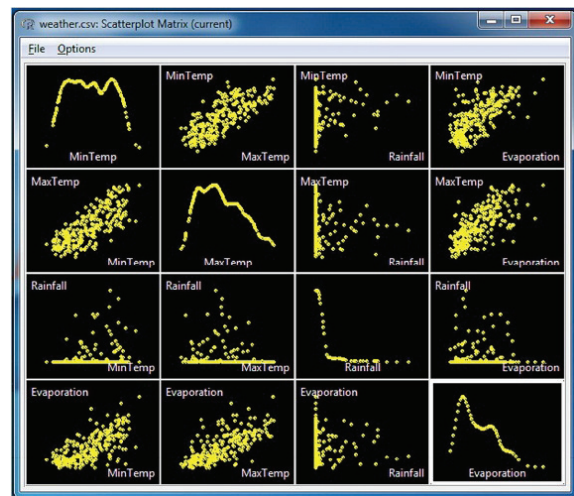 weather.csv: Scatterplot Matrix (current)
File Options
MinTemp
MinTemp
MaxTemp
MinTemp
Rainfall
MinTemp
Evaporation
MaxTemp
MinTemp
MaxTemp
MaxTemp
Rainfall
MaxTemp
Evaporation
Rainfall
MinTemp
Rainfall
MaxTemp
Rainfall
Rainfall
Evaporation
Evaporation
MinTemp
Evaporation
MaxTemp
Evaporation
Rainfall
Evaporation